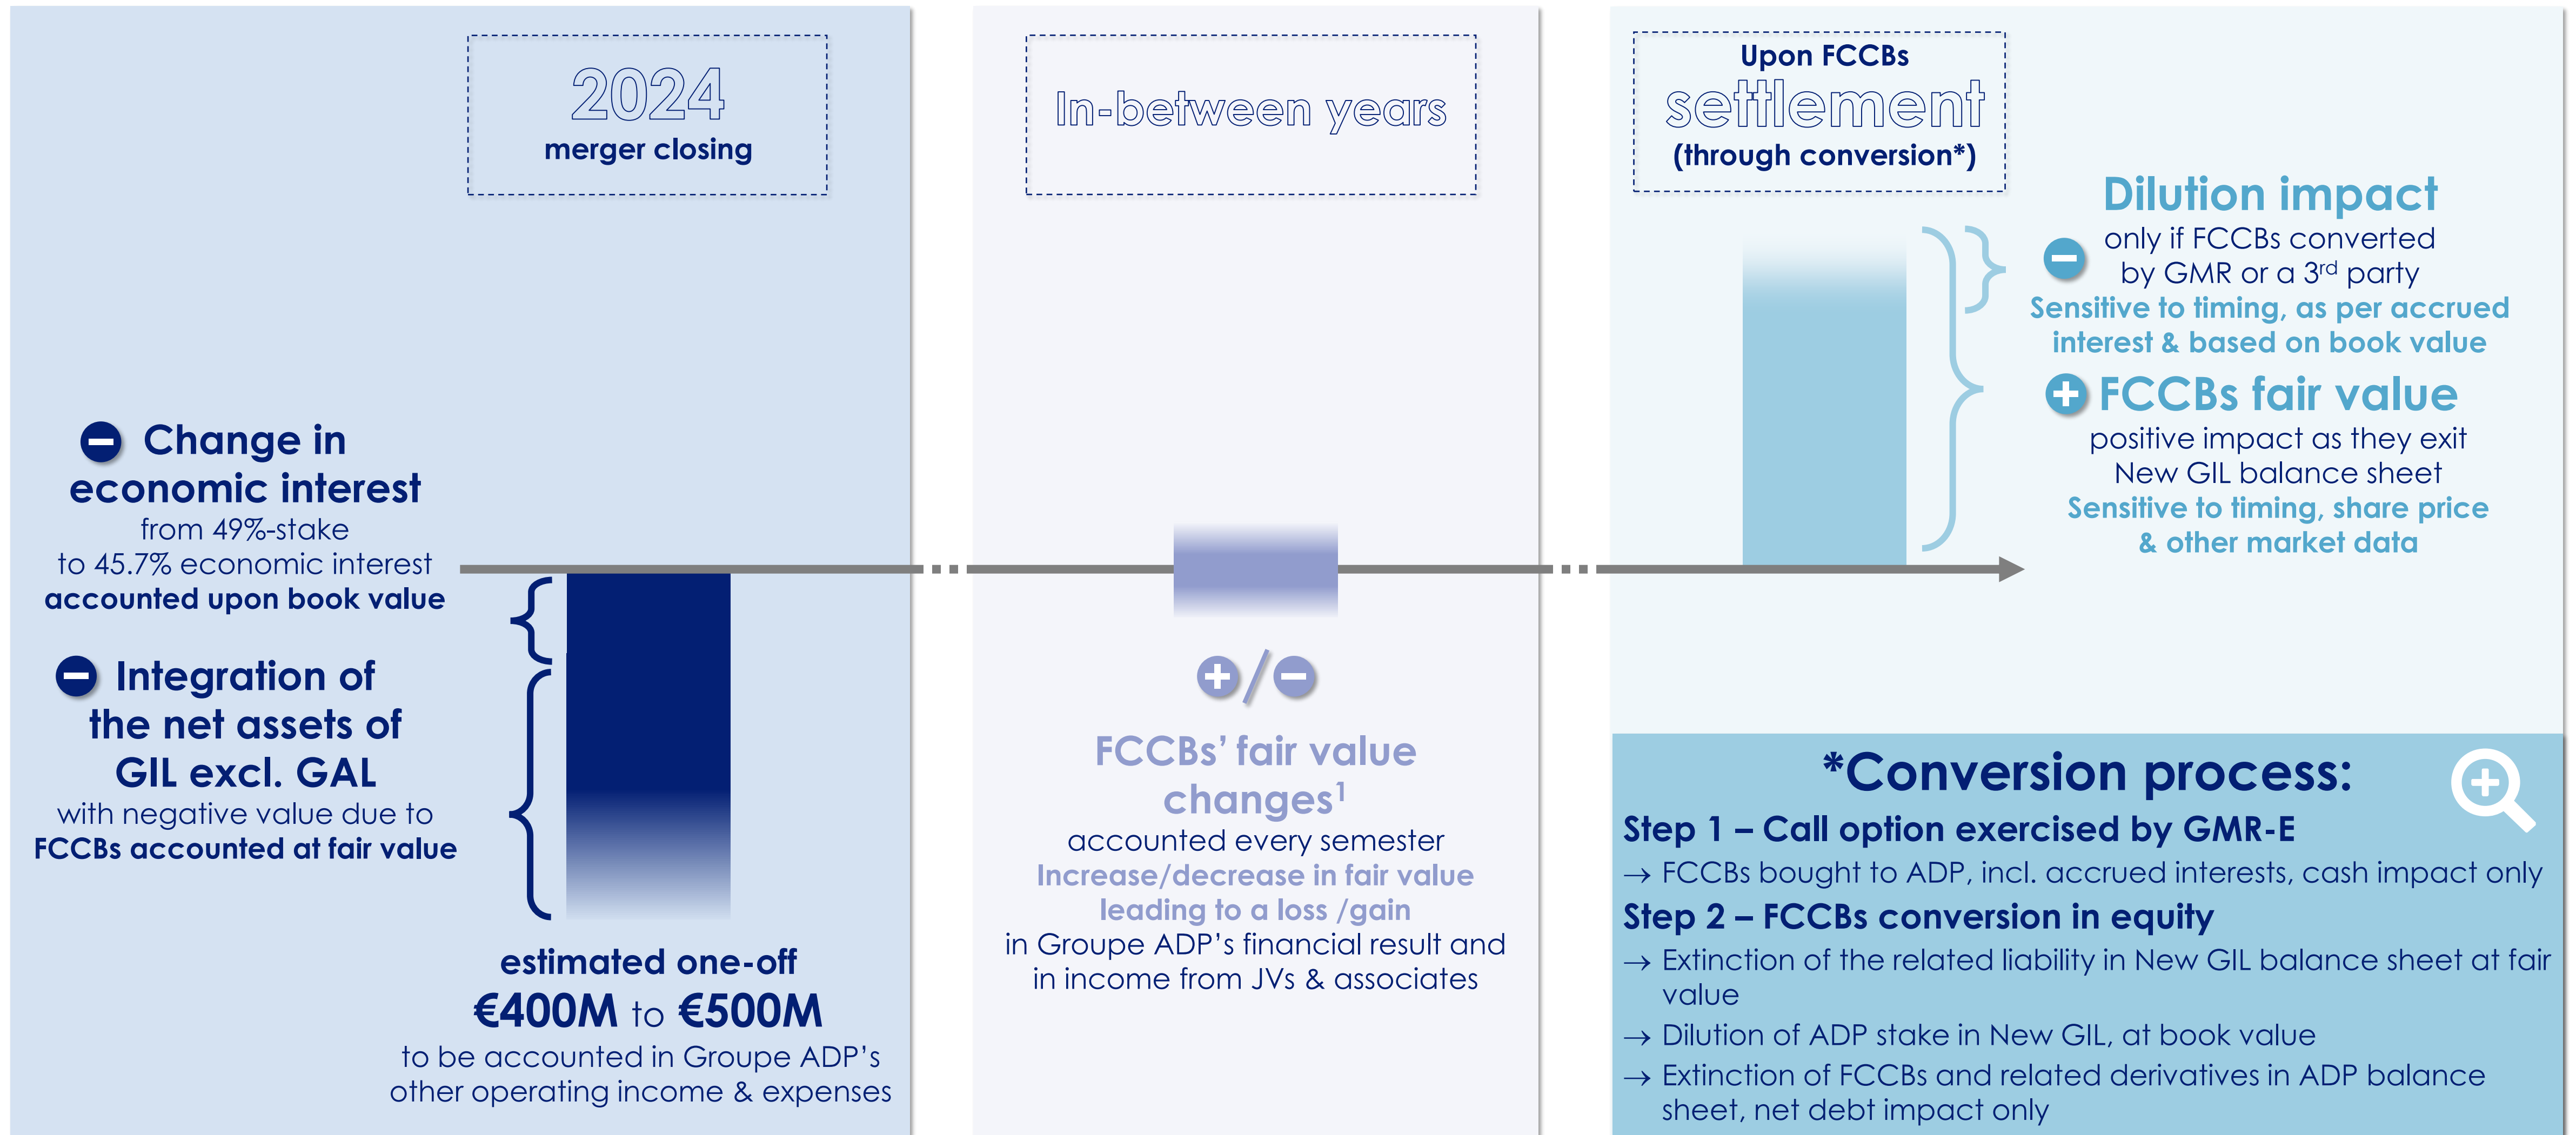 2024
merger closing
Change in
economic interest
from 49%-stake
to 45.7% economic interest
accounted upon book value
Integration of
the net assets of
GIL excl. GAL
with negative value due to
FCCBs accounted at fair value
estimated one-off
€400M to €500M
to be accounted in Groupe ADP’s
other operating income & expenses
In-between years
+/−
FCCBs’ fair value
changes¹
accounted every semester
Increase/decrease in fair value
leading to a loss /gain
in Groupe ADP’s financial result and
in income from JVs & associates
Upon FCCBs
settlement
(through conversion*)
Dilution impact
only if FCCBs converted
by GMR or a 3rd party
Sensitive to timing, as per accrued
interest & based on book value
FCCBs fair value
positive impact as they exit
New GIL balance sheet
Sensitive to timing, share price
& other market data
*Conversion process:
Step 1 – Call option exercised by GMR-E
→ FCCBs bought to ADP, incl. accrued interests, cash impact only
Step 2 – FCCBs conversion in equity
→ Extinction of the related liability in New GIL balance sheet at fair
value
→ Dilution of ADP stake in New GIL, at book value
→ Extinction of FCCBs and related derivatives in ADP balance
sheet, net debt impact only